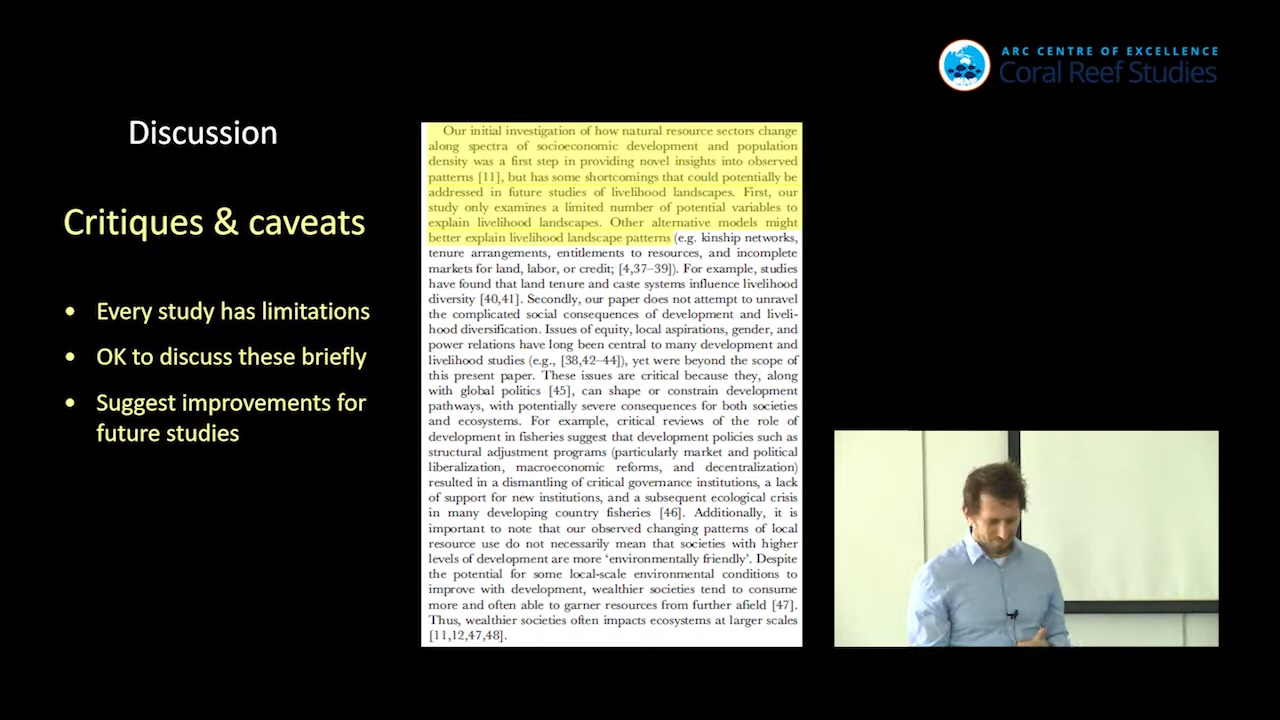 ARC CENTRE OF EXCELLENCE
Coral Reef Studies
Discussion
Critiques & caveats
• Every study has limitations
• OK to discuss these briefly
• Suggest improvements for
future studies
Our initial investigation of how natural resource sectors change
along spectra of socioeconomic development and population
density was a first step in providing novel insights into observed
patterns [11], but has some shortcomings that could potentially be
addressed in future studies of livelihood landscapes. First, our
study only examines a limited number of potential variables to
explain livelihood landscapes. Other alternative models might
better explain livelihood landscape patterns (e.g. kinship networks,
tenure arrangements, entitlements to resources, and incomplete
markets for land, labor, or credit; [4,37–39]). For example, studies
have found that land tenure and caste systems influence livelihood
diversity [40,41]. Secondly, our paper does not attempt to unravel
the complicated social consequences of development and liveli-
hood diversification. Issues of equity, local aspirations, gender, and
power relations have long been central to many development and
livelihood studies (e.g., [38,42–44]), yet were beyond the scope of
this present paper. These issues are critical because they, along
with global politics [45], can shape or constrain development
pathways, with potentially severe consequences for both societies
and ecosystems. For example, critical reviews of the role of
development in fisheries suggest that development policies such as
structural adjustment programs (particularly market and political
liberalization, macroeconomic reforms, and decentralization)
resulted in a dismantling of critical governance institutions, a lack
of support for new institutions, and a subsequent ecological crisis
in many developing country fisheries [46]. Additionally, it is
important to note that our observed changing patterns of local
resource use do not necessarily mean that societies with higher
levels of development are more ‘environmentally friendly’. Despite
the potential for some local-scale environmental conditions to
improve with development, wealthier societies tend to consume
more and often able to garner resources from further afield [47].
Thus, wealthier societies often impacts ecosystems at larger scales
[11,12,47,48].